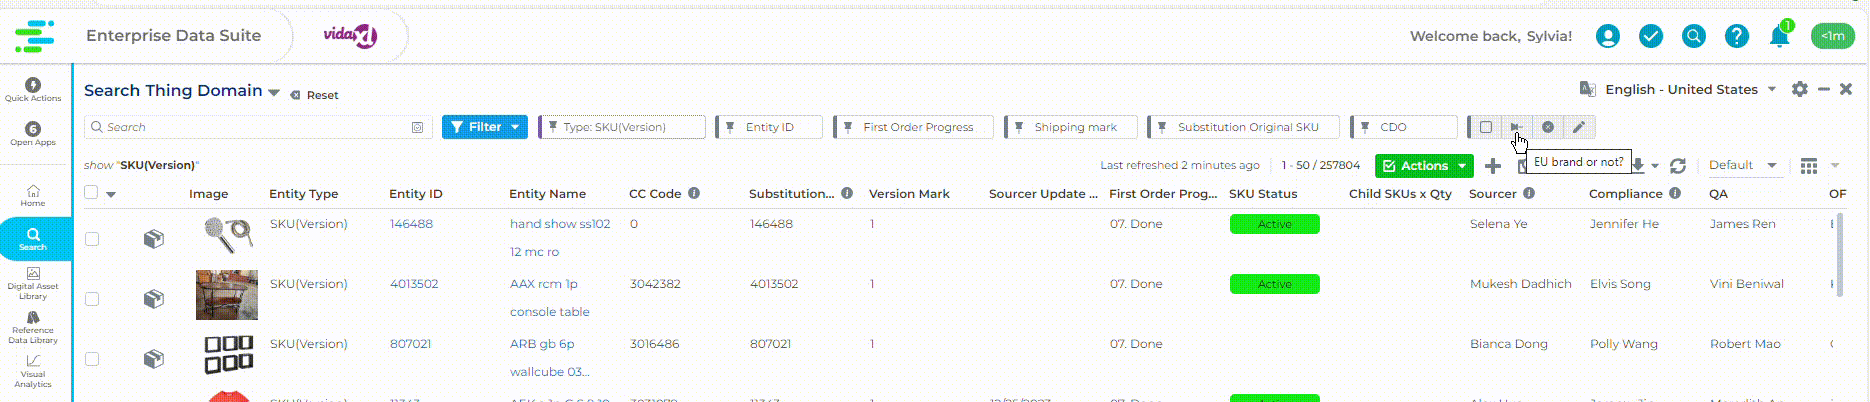 Enterprise Data Suite
vidaXL
Welcome back, Sylvia!
1
<1m
Quick Actions
6
Open Apps
Home
Search
Digital Asset
Library
Reference
Data Library
Visual
Analytics
Search Thing Domain
Reset
English - United States
Search
Filter
Type: SKU(Version)
Entity ID
First Order Progress
Shipping mark
Substitution Original SKU
CDO
EU brand or not?
show "SKU(Version)"
Last refreshed 2 minutes ago
1 - 50 / 257804
Actions
Default
Image Entity Type Entity ID Entity Name CC Code Substitution... Version Mark Sourcer Update ... First Order Prog... SKU Status Child SKUs x Qty Sourcer Compliance QA OF
SKU(Version) 146488 hand show ss102 0 146488 1 07. Done Active Selena Ye Jennifer He James Ren
12 mc ro
SKU(Version) 4013502 AAX rcm 1p 3042382 4013502 1 07. Done Active Mukesh Dadhich Elvis Song Vini Beniwal
console table
SKU(Version) 807021 ARB gb 6p 3016486 807021 1 07. Done Bianca Dong Polly Wang Robert Mao
wallcube 03...